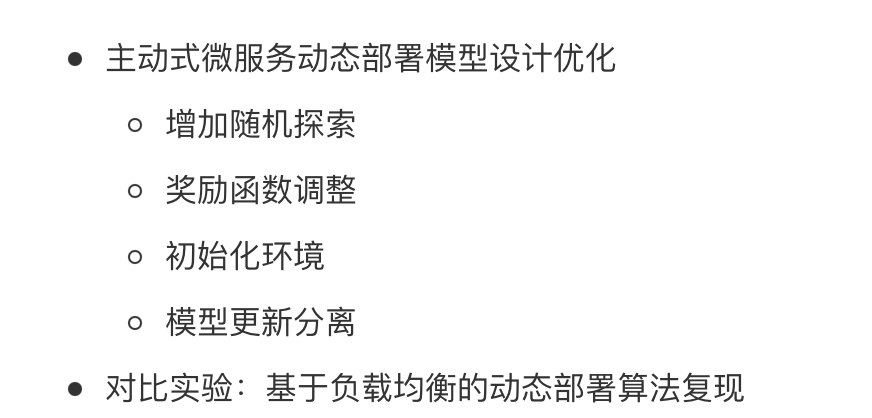 主动式微服务动态部署模型设计优化
增加随机探索
奖励函数调整
初始化环境
模型更新分离
对比实验：基于负载均衡的动态部署算法复现